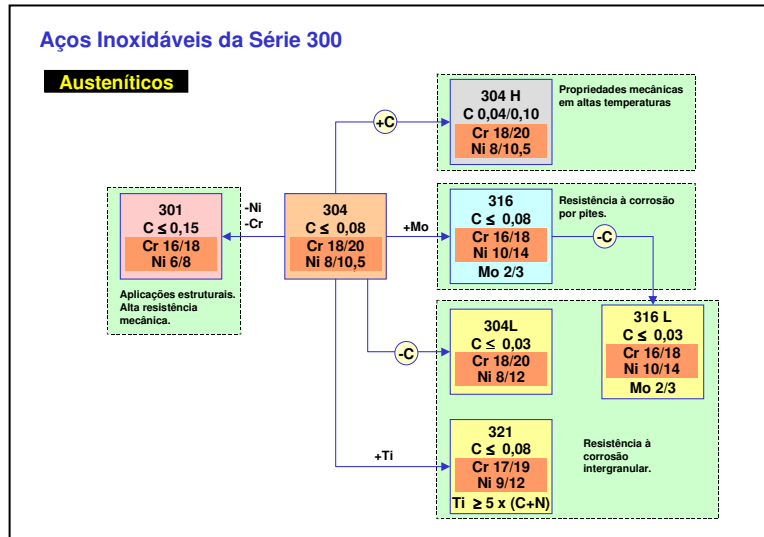 Aços Inoxidáveis da Série 300
Austeníticos
304 H
C 0,04/0,10
Cr 18/20
Ni 8/10,5
Propriedades mecânicas
em altas temperaturas
+C
301
C ≤ 0,15
Cr 16/18
Ni 6/8
Aplicações estruturais.
Alta resistência
mecânica.
-Ni
-Cr
304
C ≤ 0,08
Cr 18/20
Ni 8/10,5
+Mo
316
C ≤ 0,08
Cr 16/18
Ni 10/14
Mo 2/3
Resistência à corrosão
por pites.
-C
304L
C ≤ 0,03
Cr 18/20
Ni 8/12
-C
316 L
C ≤ 0,03
Cr 16/18
Ni 10/14
Mo 2/3
+Ti
321
C ≤ 0,08
Cr 17/19
Ni 9/12
Ti ≥ 5 x (C+N)
Resistência à
corrosão
intergranular.